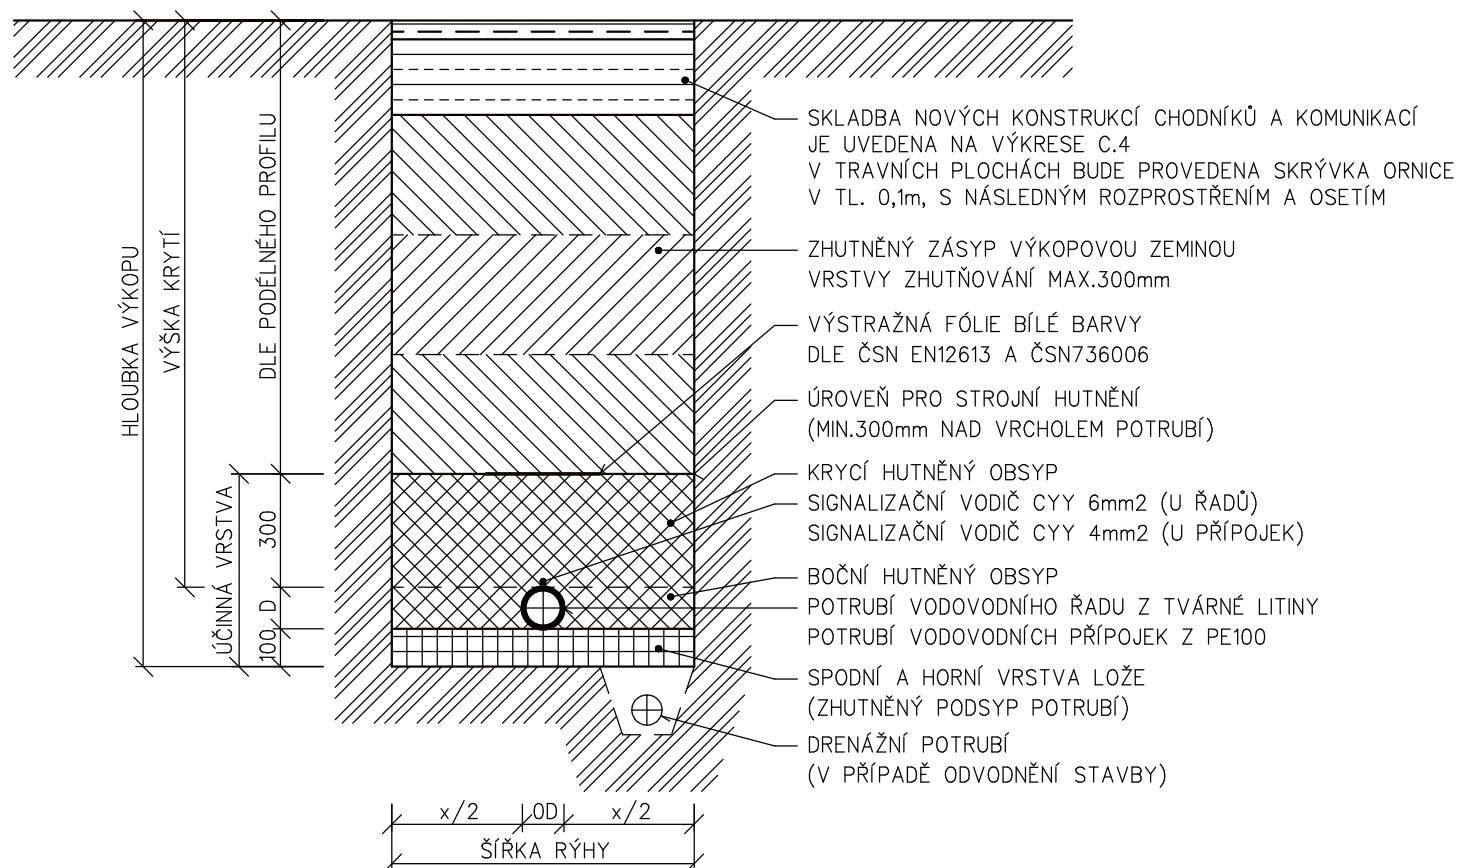 SKLADBA NOVÝCH KONSTRUKCÍ CHODNÍKŮ A KOMUNIKACÍ
JE UVEDENA NA VÝKRESE C.4
V TRAVNÍCH PLOCHÁCH BUDE PROVEDENA SKRÝVKA ORNICE
V TL. 0,1m, S NÁSLEDNÝM ROZPROSTŘENÍM A OSETÍM
ZHUTNĚNÝ ZÁSYP VÝKOPOVOU ZEMINOU
VRSTVY ZHUTŇOVÁNÍ MAX.300mm
VÝSTRAŽNÁ FÓLIE BÍLÉ BARVY
DLE ČSN EN12613 A ČSN736006
ÚROVEŇ PRO STROJNÍ HUTNĚNÍ
(MIN.300mm NAD VRCHOLEM POTRUBÍ)
KRYCÍ HUTNĚNÝ OBSYP
SIGNALIZAČNÍ VODIČ CYY 6mm2 (U ŘADŮ)
SIGNALIZAČNÍ VODIČ CYY 4mm2 (U PŘÍPOJEK)
BOČNÍ HUTNĚNÝ OBSYP
POTRUBÍ VODOVODNÍHO ŘADU Z TVÁRNÉ LITINY
POTRUBÍ VODOVODNÍCH PŘÍPOJEK Z PE100
SPODNÍ A HORNÍ VRSTVA LOŽE
(ZHUTNĚNÝ PODSYP POTRUBÍ)
DRENÁŽNÍ POTRUBÍ
(V PŘÍPADĚ ODVODNĚNÍ STAVBY)
HLOUBKA VÝKOPU
VÝŠKA KRYTÍ
DLE PODÉLNÉHO PROFILU
ÚČINNÁ VRSTVA
300
D
100
x/2
OD
x/2
ŠÍŘKA RÝHY